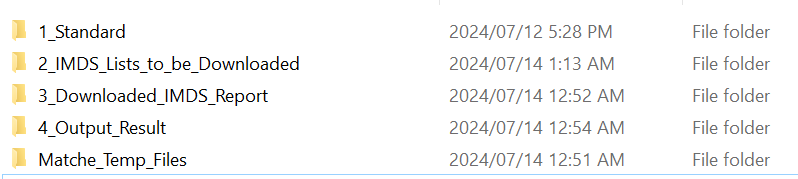 1_Standard 2024/07/12 5:28 PM File folder
2_IMDS_Lists_to_be_Downloaded 2024/07/14 1:13 AM File folder
3_Downloaded_IMDS_Report 2024/07/14 12:52 AM File folder
4_Output_Result 2024/07/14 12:54 AM File folder
Matche_Temp_Files 2024/07/14 12:51 AM File folder